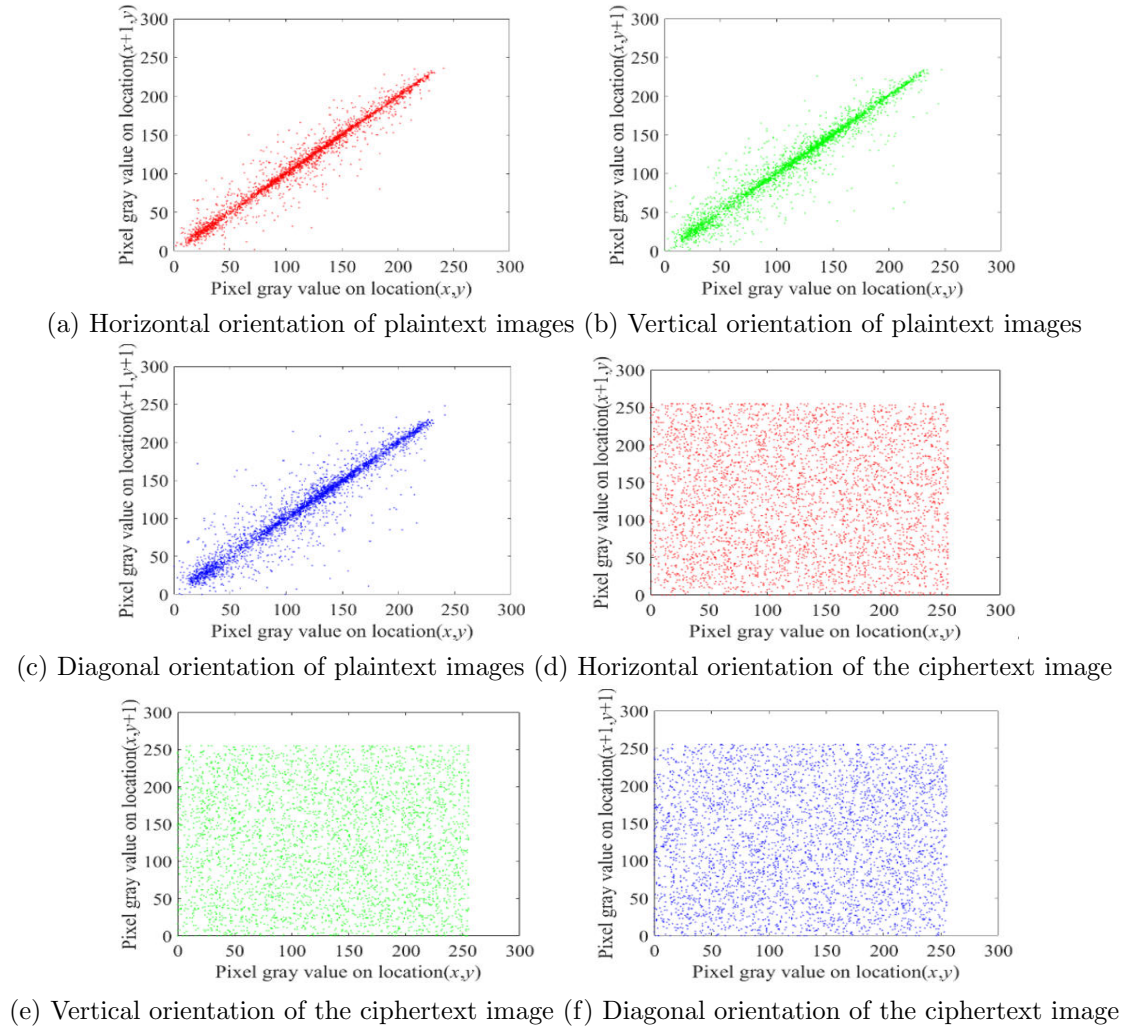 Pixel gray value on location(x+1,y)
300
250
200
150
100
50
0
0 50 100 150 200 250 300
Pixel gray value on location(x,y)
Pixel gray value on location(x,y+1)
300
250
200
150
100
50
0
0 50 100 150 200 250 300
Pixel gray value on location(x,y)
(a) Horizontal orientation of plaintext images (b) Vertical orientation of plaintext images
Pixel gray value on location(x+1,y+1)
300
250
200
150
100
50
0
0 50 100 150 200 250 300
Pixel gray value on location(x,y)
Pixel gray value on location(x+1,y)
300
250
200
150
100
50
0
0 50 100 150 200 250 300
Pixel gray value on location(x,y)
(c) Diagonal orientation of plaintext images (d) Horizontal orientation of the ciphertext image
Pixel gray value on location(x,y+1)
300
250
200
150
100
50
0
0 50 100 150 200 250 300
Pixel gray value on location(x,y)
Pixel gray value on location(x+1,y+1)
300
250
200
150
100
50
0
0 50 100 150 200 250 300
Pixel gray value on location(x,y)
(e) Vertical orientation of the ciphertext image (f) Diagonal orientation of the ciphertext image